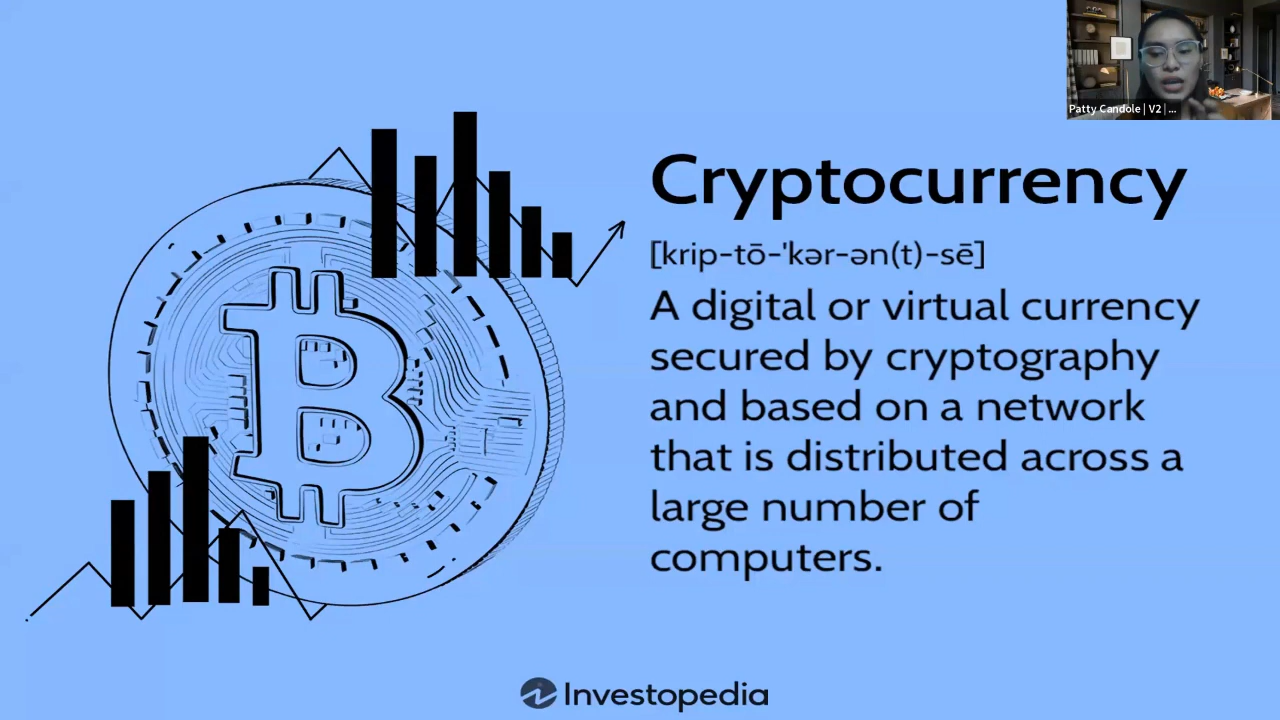 Patty Candole | V2 | ...
Cryptocurrency
[krip-tō-'kər-ən(t)-sē]
A digital or virtual currency
secured by cryptography
and based on a network
that is distributed across a
large number of
computers.
Investopedia